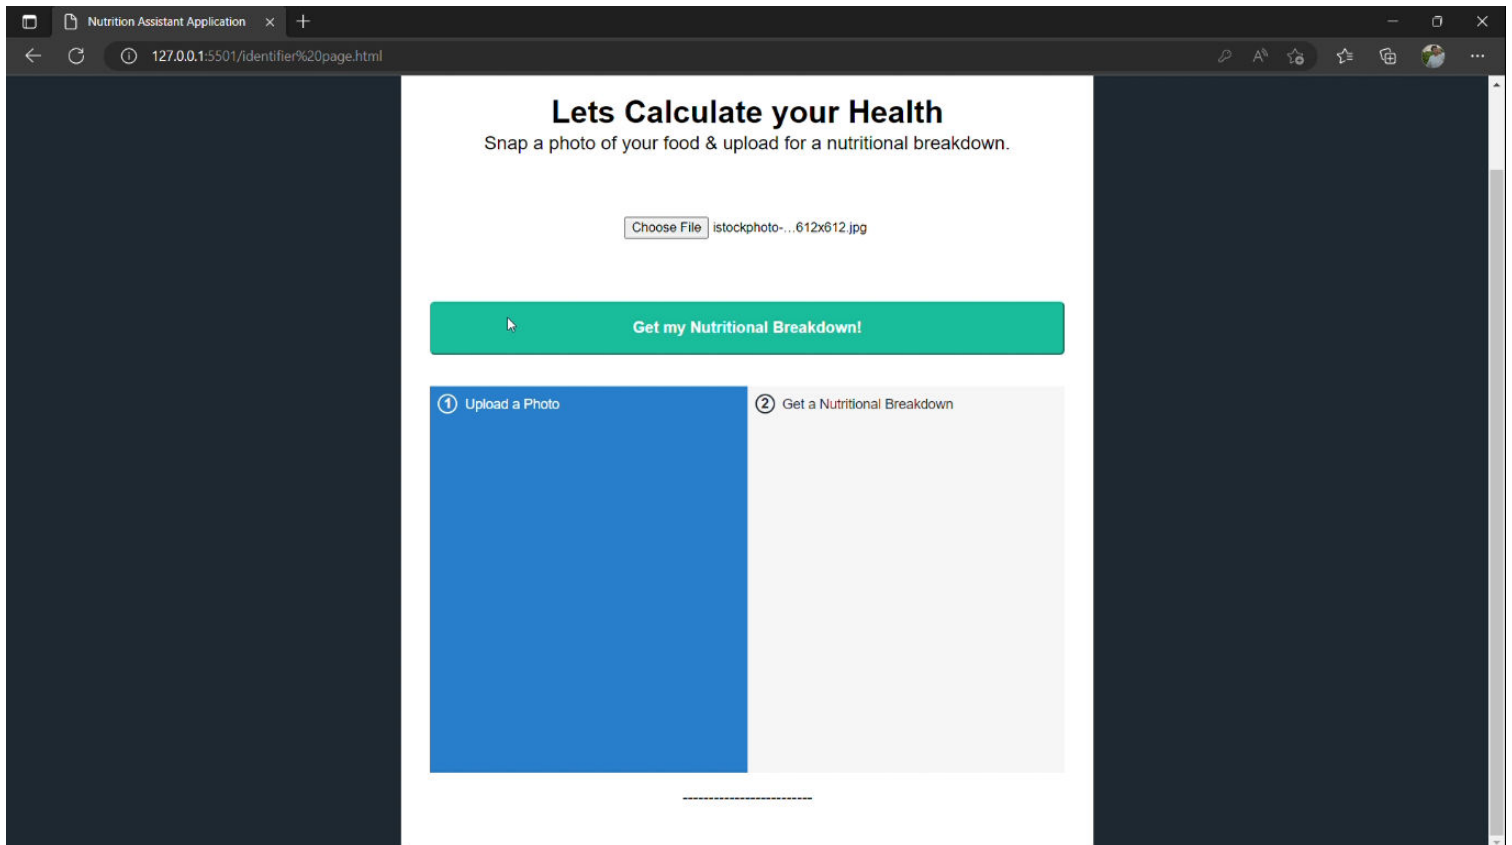 Nutrition Assistant Application
127.0.0.1:5501/identifier%20page.html
Lets Calculate your Health
Snap a photo of your food & upload for a nutritional breakdown.
Choose File istockphoto-...612x612.jpg
Get my Nutritional Breakdown!
1 Upload a Photo
2 Get a Nutritional Breakdown
-------------------------